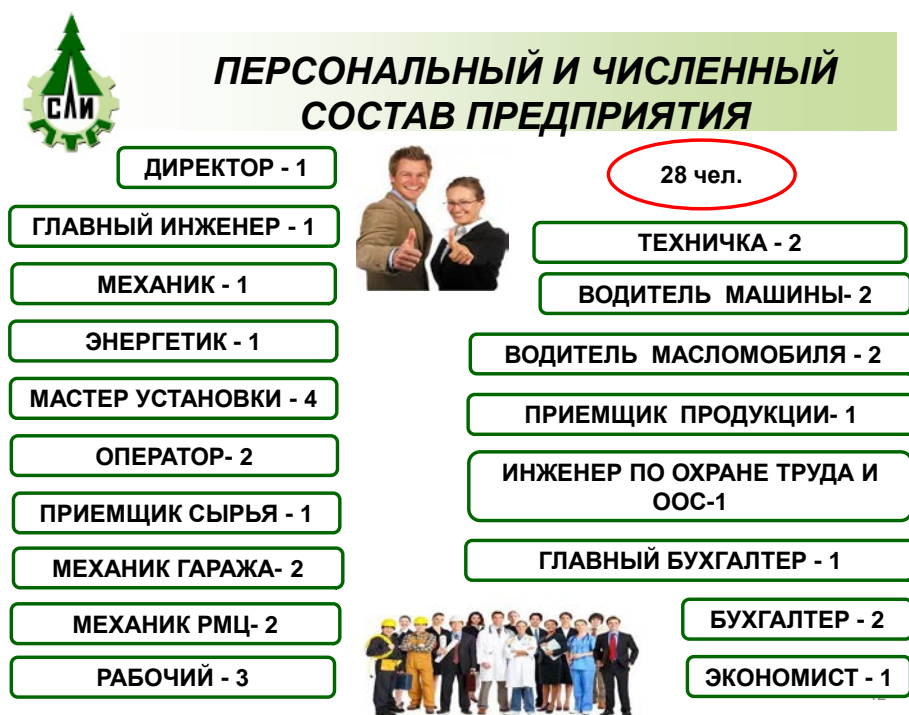 СЛИ
ПЕРСОНАЛЬНЫЙ И ЧИСЛЕННЫЙ
СОСТАВ ПРЕДПРИЯТИЯ
ДИРЕКТОР - 1
ГЛАВНЫЙ ИНЖЕНЕР - 1
МЕХАНИК - 1
ЭНЕРГЕТИК - 1
МАСТЕР УСТАНОВКИ - 4
ОПЕРАТОР- 2
ПРИЕМЩИК СЫРЬЯ - 1
МЕХАНИК ГАРАЖА- 2
МЕХАНИК РМЦ- 2
РАБОЧИЙ - 3
28 чел.
ТЕХНИЧКА - 2
ВОДИТЕЛЬ МАШИНЫ- 2
ВОДИТЕЛЬ МАСЛОМОБИЛЯ - 2
ПРИЕМЩИК ПРОДУКЦИИ- 1
ИНЖЕНЕР ПО ОХРАНЕ ТРУДА И
ООС-1
ГЛАВНЫЙ БУХГАЛТЕР - 1
БУХГАЛТЕР - 2
ЭКОНОМИСТ - 1